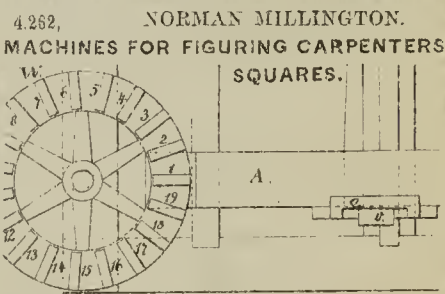 4.262,
NORMAN MILLINGTON.
MACHINES FOR FIGURING CARPENTERS
SQUARES.
W.
8
7
6
5
4
3
2
1
19
18
17
16
15
14
13
12
A.
S
v.